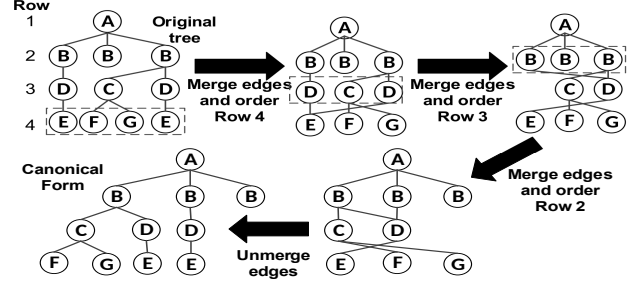 Row
1 A Original
tree
2 B B B
3 D C D
4 E F G E
Merge edges
and order
Row 4
A
B B B
D C D
E F G
Merge edges
and order
Row 3
A
B B B
C D
E F G
Merge edges
and order
Row 2
A
B B B
C D
E F G
Unmerge
edges
Canonical
Form
A
B B B
C D D
F G E E